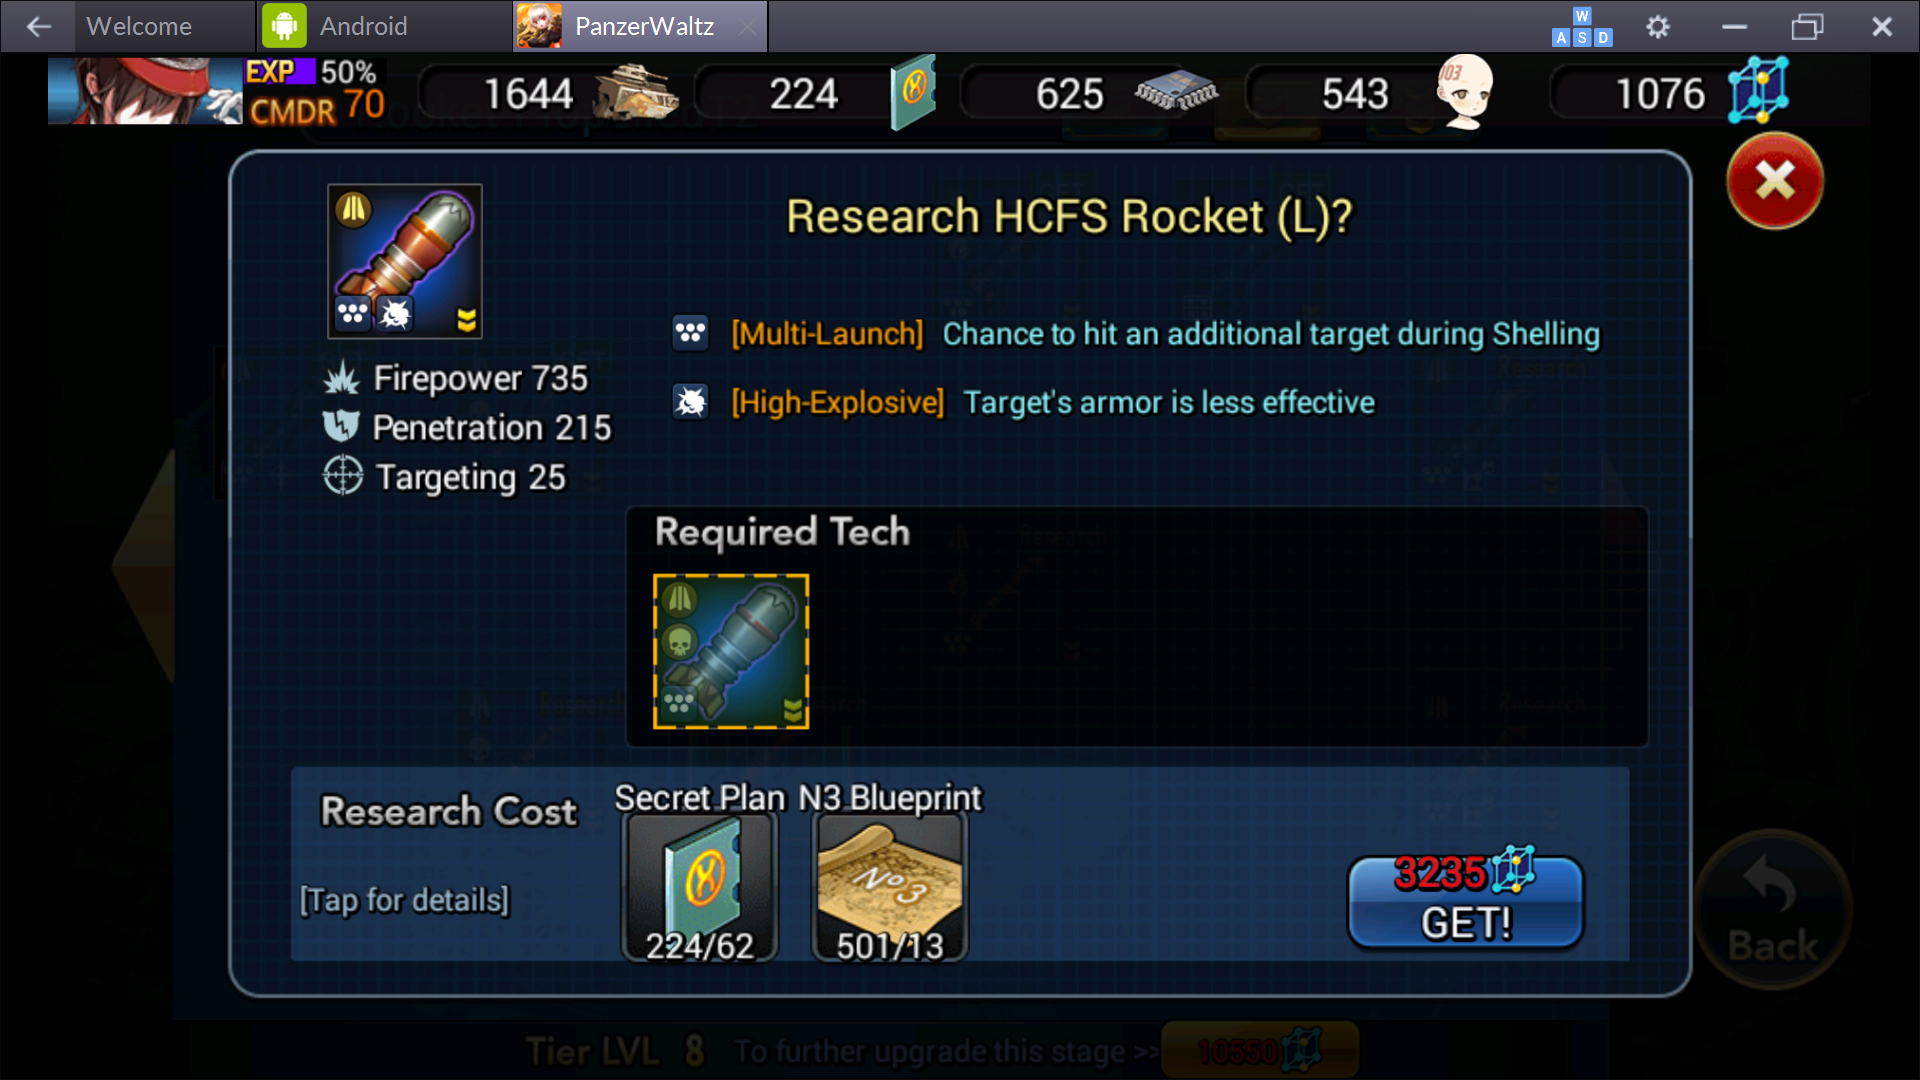 Welcome
Android
PanzerWaltz
W
A S D
EXP 50%
CMDR 70
1644
224
625
543
103
1076
Research HCFS Rocket (L)?
[Multi-Launch] Chance to hit an additional target during Shelling
[High-Explosive] Target's armor is less effective
Firepower 735
Penetration 215
Targeting 25
Required Tech
Research Cost
[Tap for details]
Secret Plan
N3 Blueprint
Nº3
224/62
501/13
3235
GET!
Back
Tier LVL 8 To further upgrade this stage >>
10550